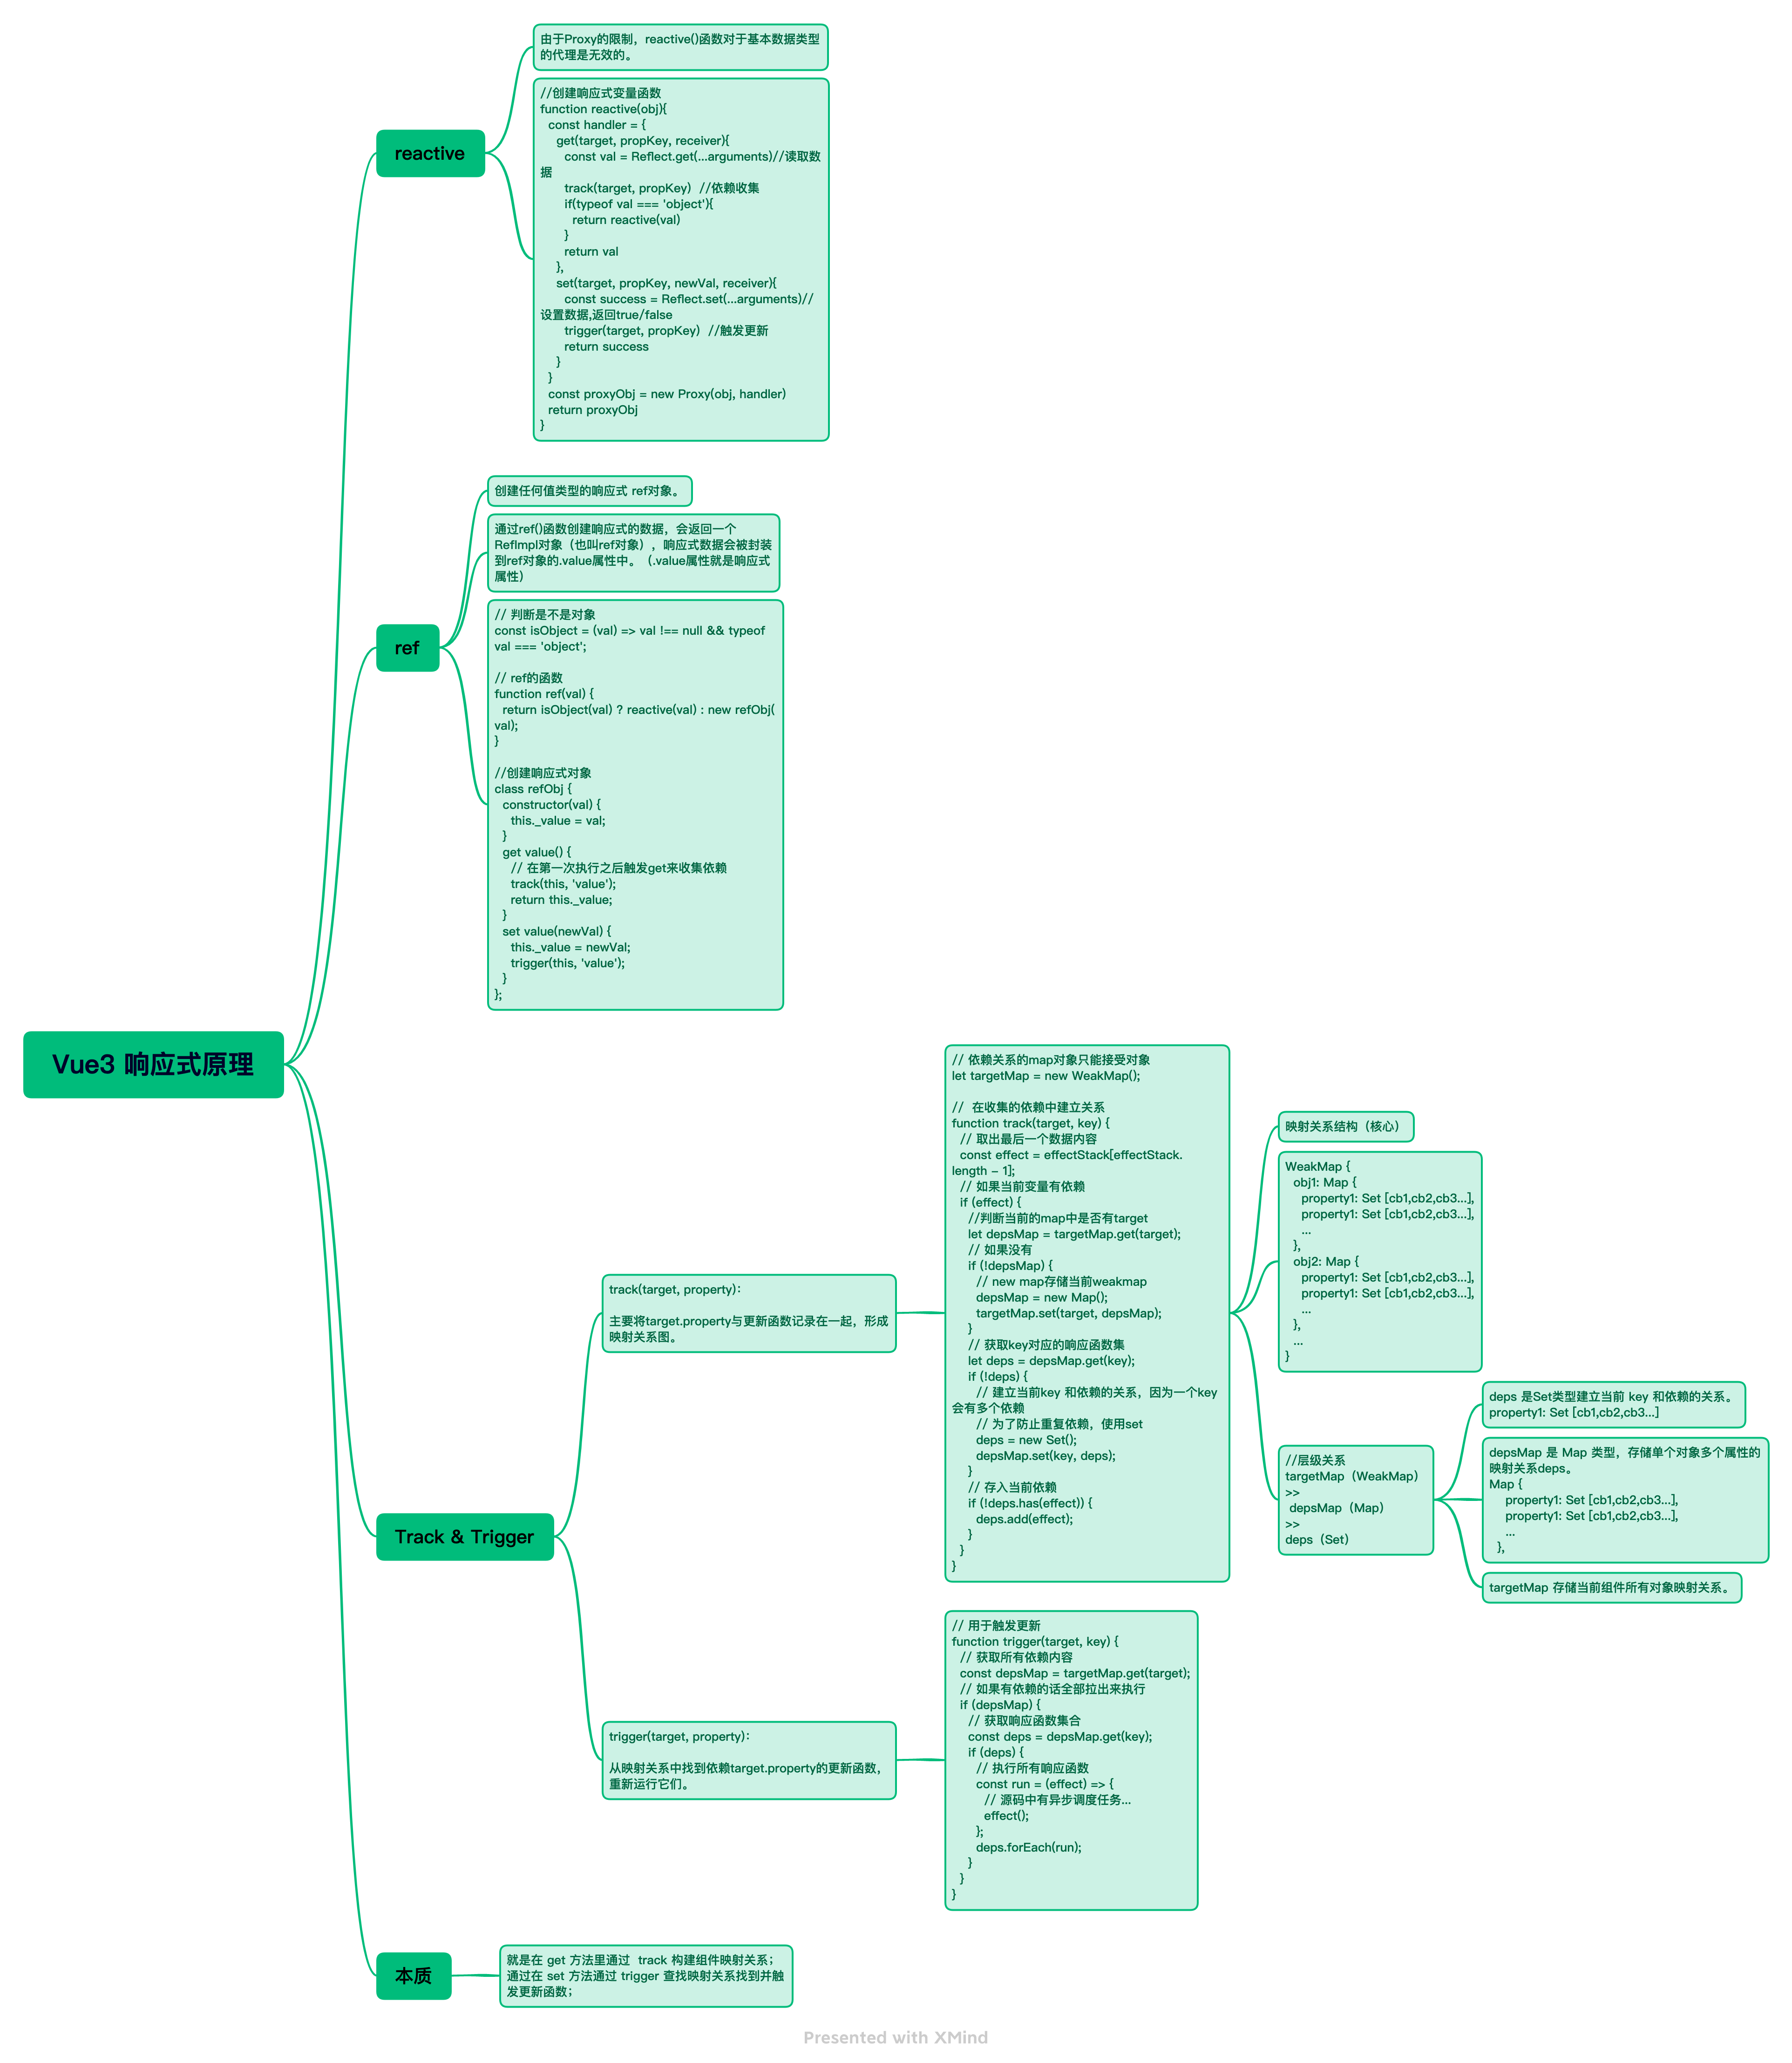 Vue3 响应式原理
reactive
由于Proxy的限制，reactive()函数对于基本数据类型
的代理是无效的。
//创建响应式变量函数
function reactive(obj){
  const handler = {
    get(target, propKey, receiver){
      const val = Reflect.get(...arguments)//读取数
据
      track(target, propKey)  //依赖收集
      if(typeof val === 'object'){
        return reactive(val)
      }
      return val
    },
    set(target, propKey, newVal, receiver){
      const success = Reflect.set(...arguments)//
设置数据,返回true/false
      trigger(target, propKey)  //触发更新
      return success
    }
  }
  const proxyObj = new Proxy(obj, handler)
  return proxyObj
}
ref
创建任何值类型的响应式 ref对象。
通过ref()函数创建响应式的数据，会返回一个
RefImpl对象（也叫ref对象），响应式数据会被封装
到ref对象的.value属性中。（.value属性就是响应式
属性）
// 判断是不是对象
const isObject = (val) => val !== null && typeof
val === 'object';

// ref的函数
function ref(val) {
  return isObject(val) ? reactive(val) : new refObj(
val);
}

//创建响应式对象
class refObj {
  constructor(val) {
    this._value = val;
  }
  get value() {
    // 在第一次执行之后触发get来收集依赖
    track(this, 'value');
    return this._value;
  }
  set value(newVal) {
    this._value = newVal;
    trigger(this, 'value');
  }
};
Track & Trigger
track(target, property)：

主要将target.property与更新函数记录在一起，形成
映射关系图。
// 依赖关系的map对象只能接受对象
let targetMap = new WeakMap();

//  在收集的依赖中建立关系
function track(target, key) {
  // 取出最后一个数据内容
  const effect = effectStack[effectStack.
length - 1];
  // 如果当前变量有依赖
  if (effect) {
    //判断当前的map中是否有target
    let depsMap = targetMap.get(target);
    // 如果没有
    if (!depsMap) {
      // new map存储当前weakmap
      depsMap = new Map();
      targetMap.set(target, depsMap);
    }
    // 获取key对应的响应函数集
    let deps = depsMap.get(key);
    if (!deps) {
      // 建立当前key 和依赖的关系，因为一个key
会有多个依赖
      // 为了防止重复依赖，使用set
      deps = new Set();
      depsMap.set(key, deps);
    }
    // 存入当前依赖
    if (!deps.has(effect)) {
      deps.add(effect);
    }
  }
}
映射关系结构（核心）
WeakMap {
  obj1: Map {
    property1: Set [cb1,cb2,cb3...],
    property1: Set [cb1,cb2,cb3...],
    ...
  },
  obj2: Map {
    property1: Set [cb1,cb2,cb3...],
    property1: Set [cb1,cb2,cb3...],
    ...
  },
  ...
}
//层级关系
targetMap（WeakMap）
>>
 depsMap（Map）
>>
deps（Set）
deps 是Set类型建立当前 key 和依赖的关系。
property1: Set [cb1,cb2,cb3...]
depsMap 是 Map 类型，存储单个对象多个属性的
映射关系deps。
Map {
    property1: Set [cb1,cb2,cb3...],
    property1: Set [cb1,cb2,cb3...],
    ...
  },
targetMap 存储当前组件所有对象映射关系。
trigger(target, property)：

从映射关系中找到依赖target.property的更新函数，
重新运行它们。
// 用于触发更新
function trigger(target, key) {
  // 获取所有依赖内容
  const depsMap = targetMap.get(target);
  // 如果有依赖的话全部拉出来执行
  if (depsMap) {
    // 获取响应函数集合
    const deps = depsMap.get(key);
    if (deps) {
      // 执行所有响应函数
      const run = (effect) => {
        // 源码中有异步调度任务...
        effect();
      };
      deps.forEach(run);
    }
  }
}
本质
就是在 get 方法里通过  track 构建组件映射关系；
通过在 set 方法通过 trigger 查找映射关系找到并触
发更新函数；
Presented with XMind